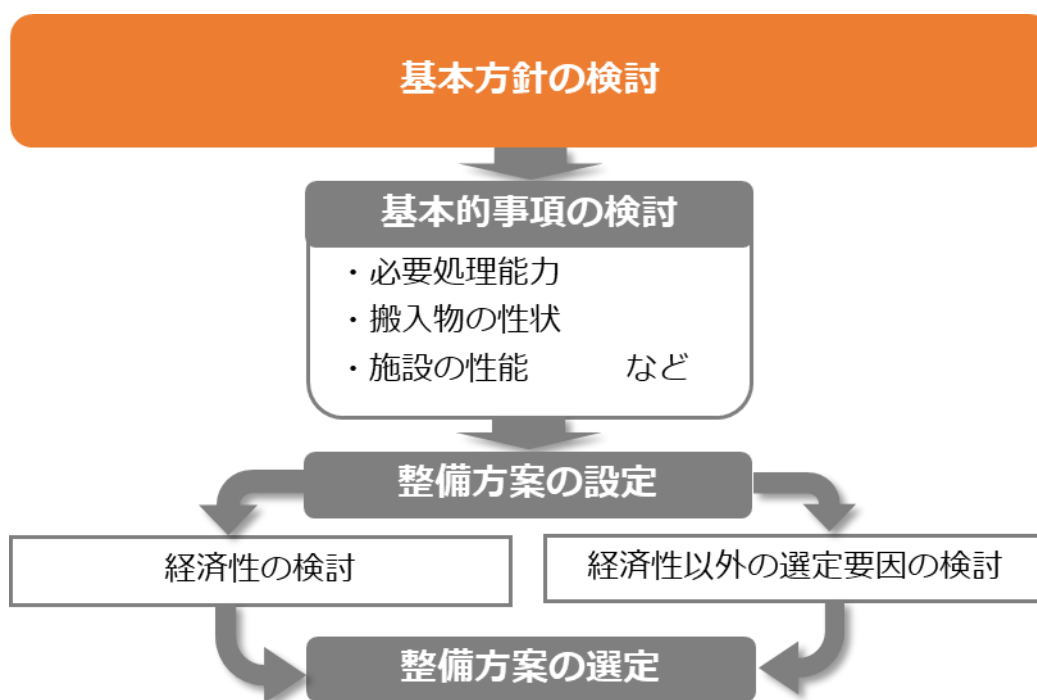 基本方針の検討
基本的事項の検討
・必要処理能力
・搬入物の性状
・施設の性能　　　など
整備方案の設定
経済性の検討
経済性以外の選定要因の検討
整備方案の選定